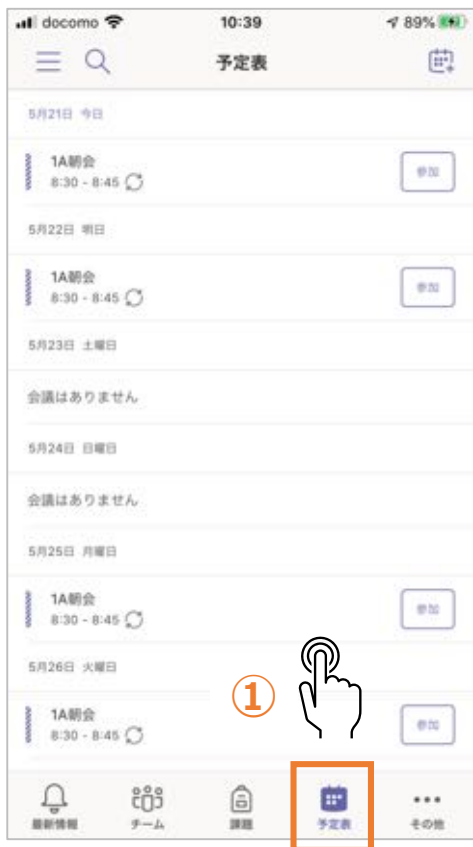 docomo 10:39 89%
予定表
5月21日 今日
1A朝会
8:30 - 8:45
参加
5月22日 明日
1A朝会
8:30 - 8:45
参加
5月23日 土曜日
会議はありません
5月24日 日曜日
会議はありません
5月25日 月曜日
1A朝会
8:30 - 8:45
参加
5月26日 火曜日
①
1A朝会
8:30 - 8:45
参加
最新情報 チーム 課題 予定表 その他